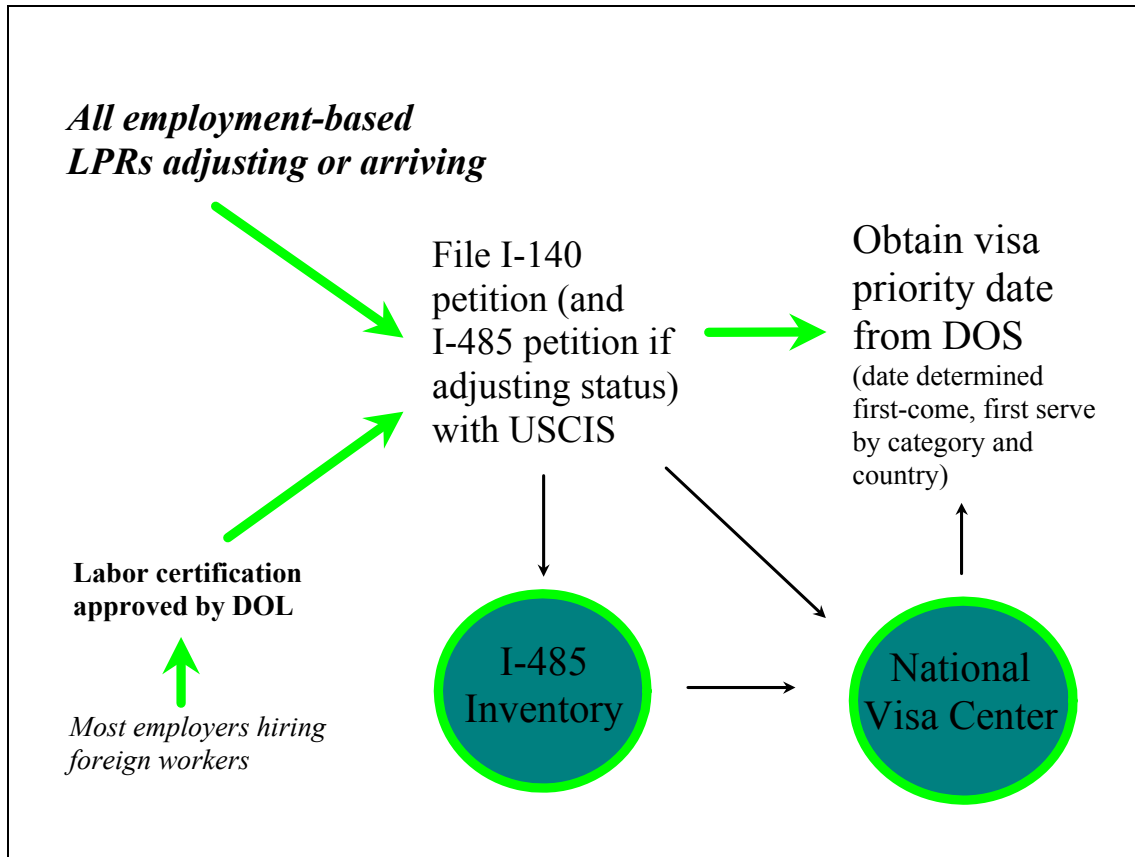 All employment-based
LPRs adjusting or arriving
File I-140
petition (and
I-485 petition if
adjusting status)
with USCIS
Obtain visa
priority date
from DOS
(date determined
first-come, first serve
by category and
country)
Labor certification
approved by DOL
Most employers hiring
foreign workers
I-485
Inventory
National
Visa Center